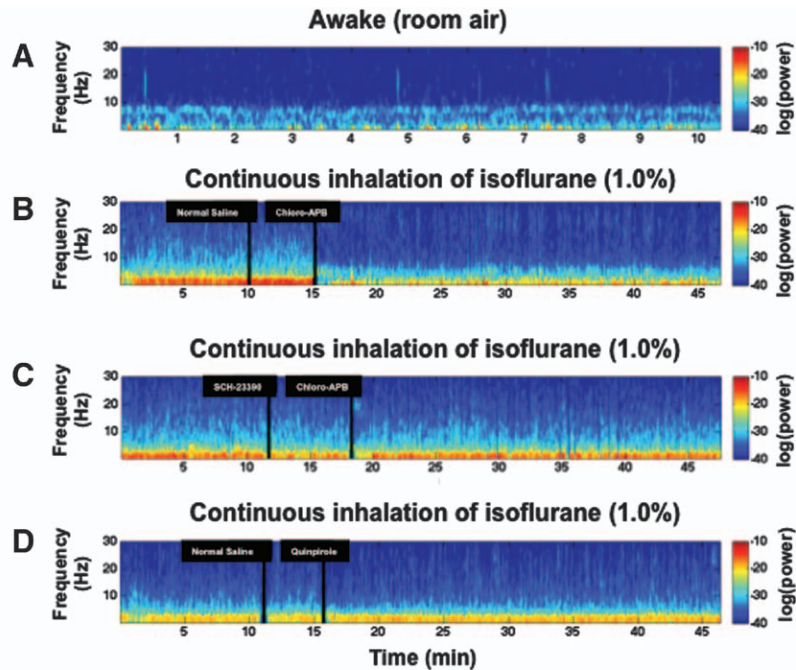 Awake (room air)
A
Frequency (Hz)
30
20
10
1 2 3 4 5 6 7 8 9 10
-10
-20
-30
-40
log(power)
Continuous inhalation of isoflurane (1.0%)
B
Frequency (Hz)
30
20
10
Normal Saline
Chloro-APB
5 10 15 20 25 30 35 40 45
-10
-20
-30
-40
log(power)
Continuous inhalation of isoflurane (1.0%)
C
Frequency (Hz)
30
20
10
SCH-23390
Chloro-APB
5 10 15 20 25 30 35 40 45
-10
-20
-30
-40
log(power)
Continuous inhalation of isoflurane (1.0%)
D
Frequency (Hz)
30
20
10
Normal Saline
Quinpirole
5 10 15 20 25 30 35 40 45
-10
-20
-30
-40
log(power)
Time (min)